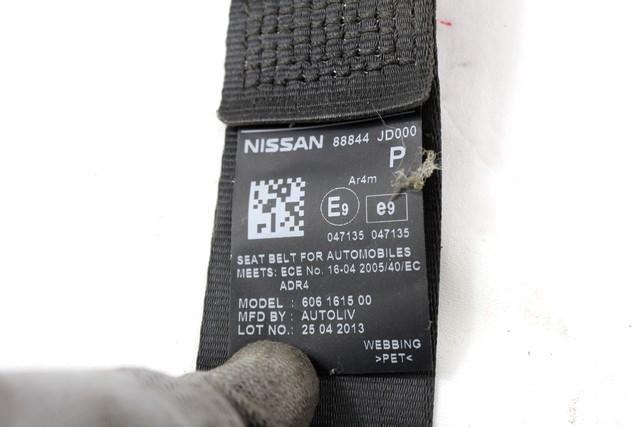 NISSAN 88844 JD000
P
Ar4m
E9 e9
047135 047135
SEAT BELT FOR AUTOMOBILES
MEETS: ECE No. 16-04 2005/40/EC
ADR4
MODEL : 606 1615 00
MFD BY : AUTOLIV
LOT NO.: 25 04 2013
WEBBING
>PET<